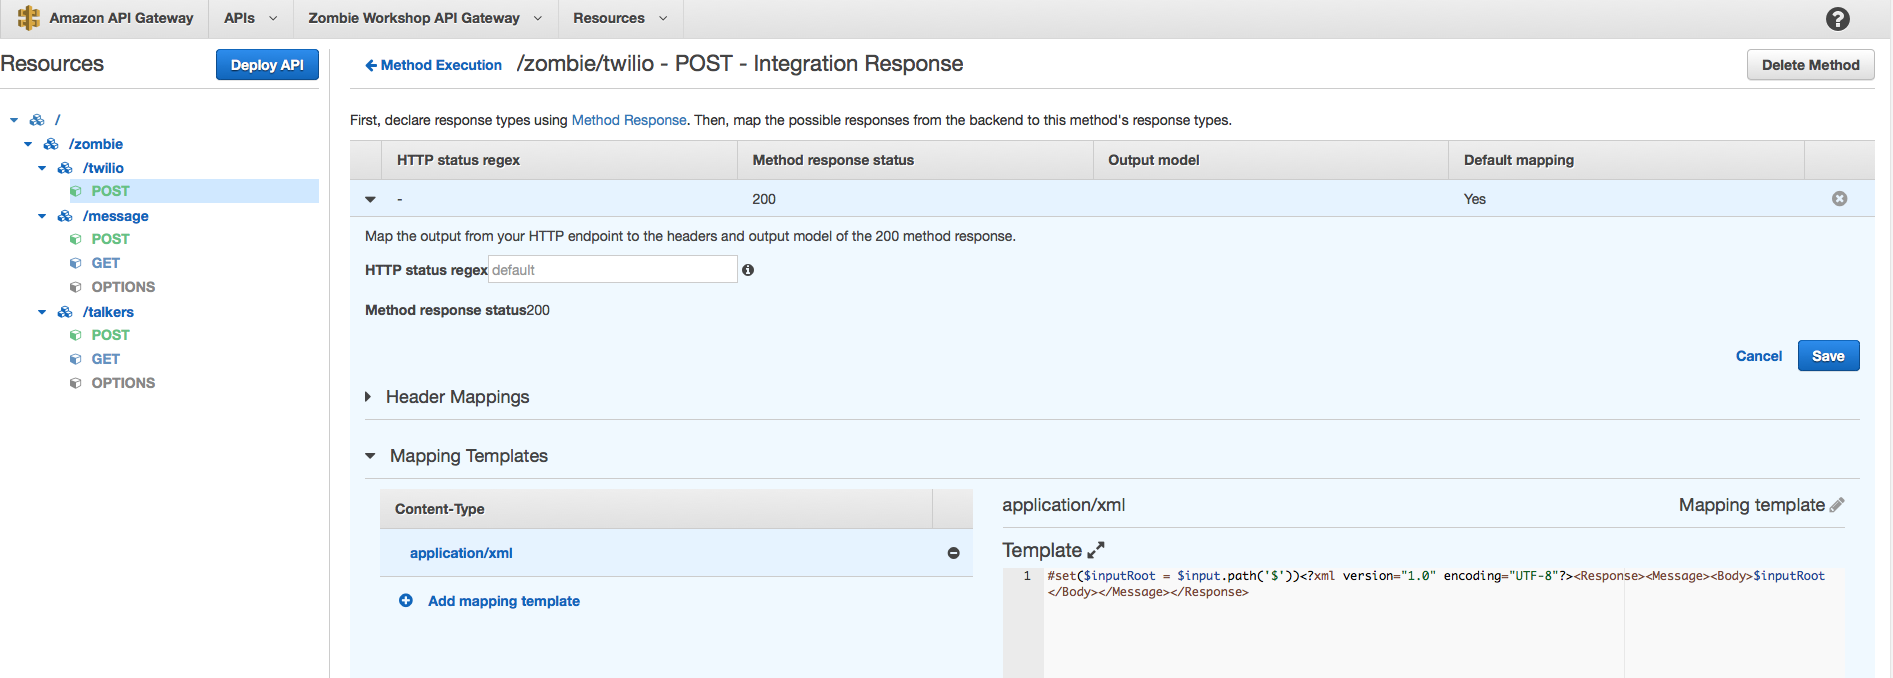 Amazon API Gateway APIs Zombie Workshop API Gateway Resources ?
Resources Deploy API
Method Execution /zombie/twilio - POST - Integration Response Delete Method
First, declare response types using Method Response. Then, map the possible responses from the backend to this method's response types.
/
/zombie
/twilio
POST
/message
POST
GET
OPTIONS
/talkers
POST
GET
OPTIONS
HTTP status regex Method response status Output model Default mapping
- 200 Yes
Map the output from your HTTP endpoint to the headers and output model of the 200 method response.
HTTP status regex default
Method response status200
Cancel Save
Header Mappings
Mapping Templates
Content-Type
application/xml
Add mapping template
application/xml Mapping template
Template
1 #set($inputRoot = $input.path('$'))<?xml version="1.0" encoding="UTF-8"?><Response><Message><Body>$inputRoot
</Body></Message></Response>